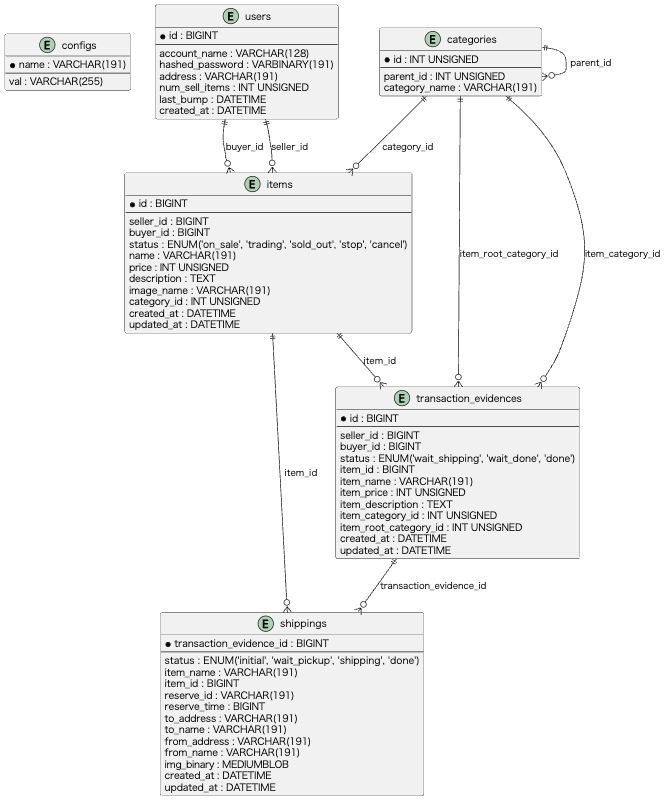 E configs
name : VARCHAR(191)
val : VARCHAR(255)
E users
id : BIGINT
account_name : VARCHAR(128)
hashed_password : VARBINARY(191)
address : VARCHAR(191)
num_sell_items : INT UNSIGNED
last_bump : DATETIME
created_at : DATETIME
E categories
id : INT UNSIGNED
parent_id : INT UNSIGNED
category_name : VARCHAR(191)
parent_id
buyer_id
seller_id
category_id
E items
id : BIGINT
seller_id : BIGINT
buyer_id : BIGINT
status : ENUM('on_sale', 'trading', 'sold_out', 'stop', 'cancel')
name : VARCHAR(191)
price : INT UNSIGNED
description : TEXT
image_name : VARCHAR(191)
category_id : INT UNSIGNED
created_at : DATETIME
updated_at : DATETIME
item_root_category_id
item_category_id
item_id
E transaction_evidences
id : BIGINT
seller_id : BIGINT
buyer_id : BIGINT
status : ENUM('wait_shipping', 'wait_done', 'done')
item_id : BIGINT
item_name : VARCHAR(191)
item_price : INT UNSIGNED
item_description : TEXT
item_category_id : INT UNSIGNED
item_root_category_id : INT UNSIGNED
created_at : DATETIME
updated_at : DATETIME
item_id
transaction_evidence_id
E shippings
transaction_evidence_id : BIGINT
status : ENUM('initial', 'wait_pickup', 'shipping', 'done')
item_name : VARCHAR(191)
item_id : BIGINT
reserve_id : VARCHAR(191)
reserve_time : BIGINT
to_address : VARCHAR(191)
to_name : VARCHAR(191)
from_address : VARCHAR(191)
from_name : VARCHAR(191)
img_binary : MEDIUMBLOB
created_at : DATETIME
updated_at : DATETIME